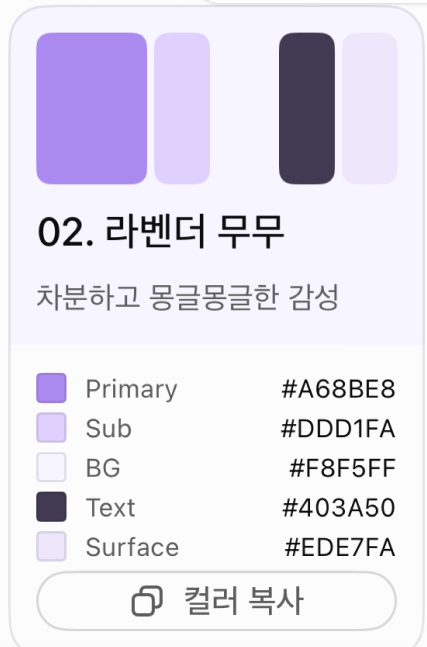 02. 라벤더 무무
차분하고 몽글몽글한 감성
Primary #A68BE8
Sub #DDD1FA
BG #F8F5FF
Text #403A50
Surface #EDE7FA
컬러 복사